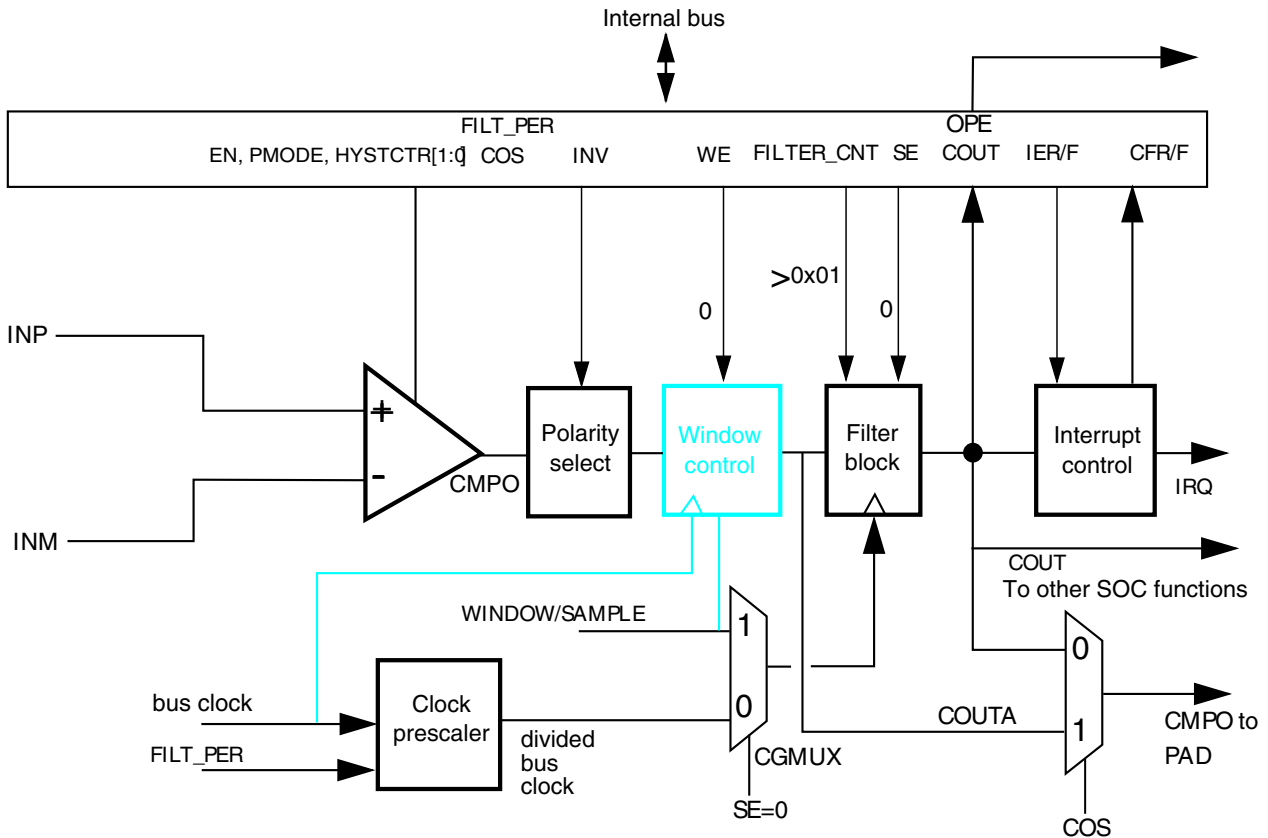 Internal bus
FILT_PER
OPE
EN, PMODE, HYSTCTR[1:0] COS INV WE FILTER_CNT SE COUT IER/F CFR/F
>0x01
0
0
INP
+
Polarity
select
Window
control
Filter
block
Interrupt
control
-
CMPO
IRQ
INM
COUT
To other SOC functions
WINDOW/SAMPLE
1
0
bus clock
Clock
prescaler
0
COUTA
1
CMPO to
PAD
FILT_PER
divided
bus
clock
CGMUX
SE=0
COS